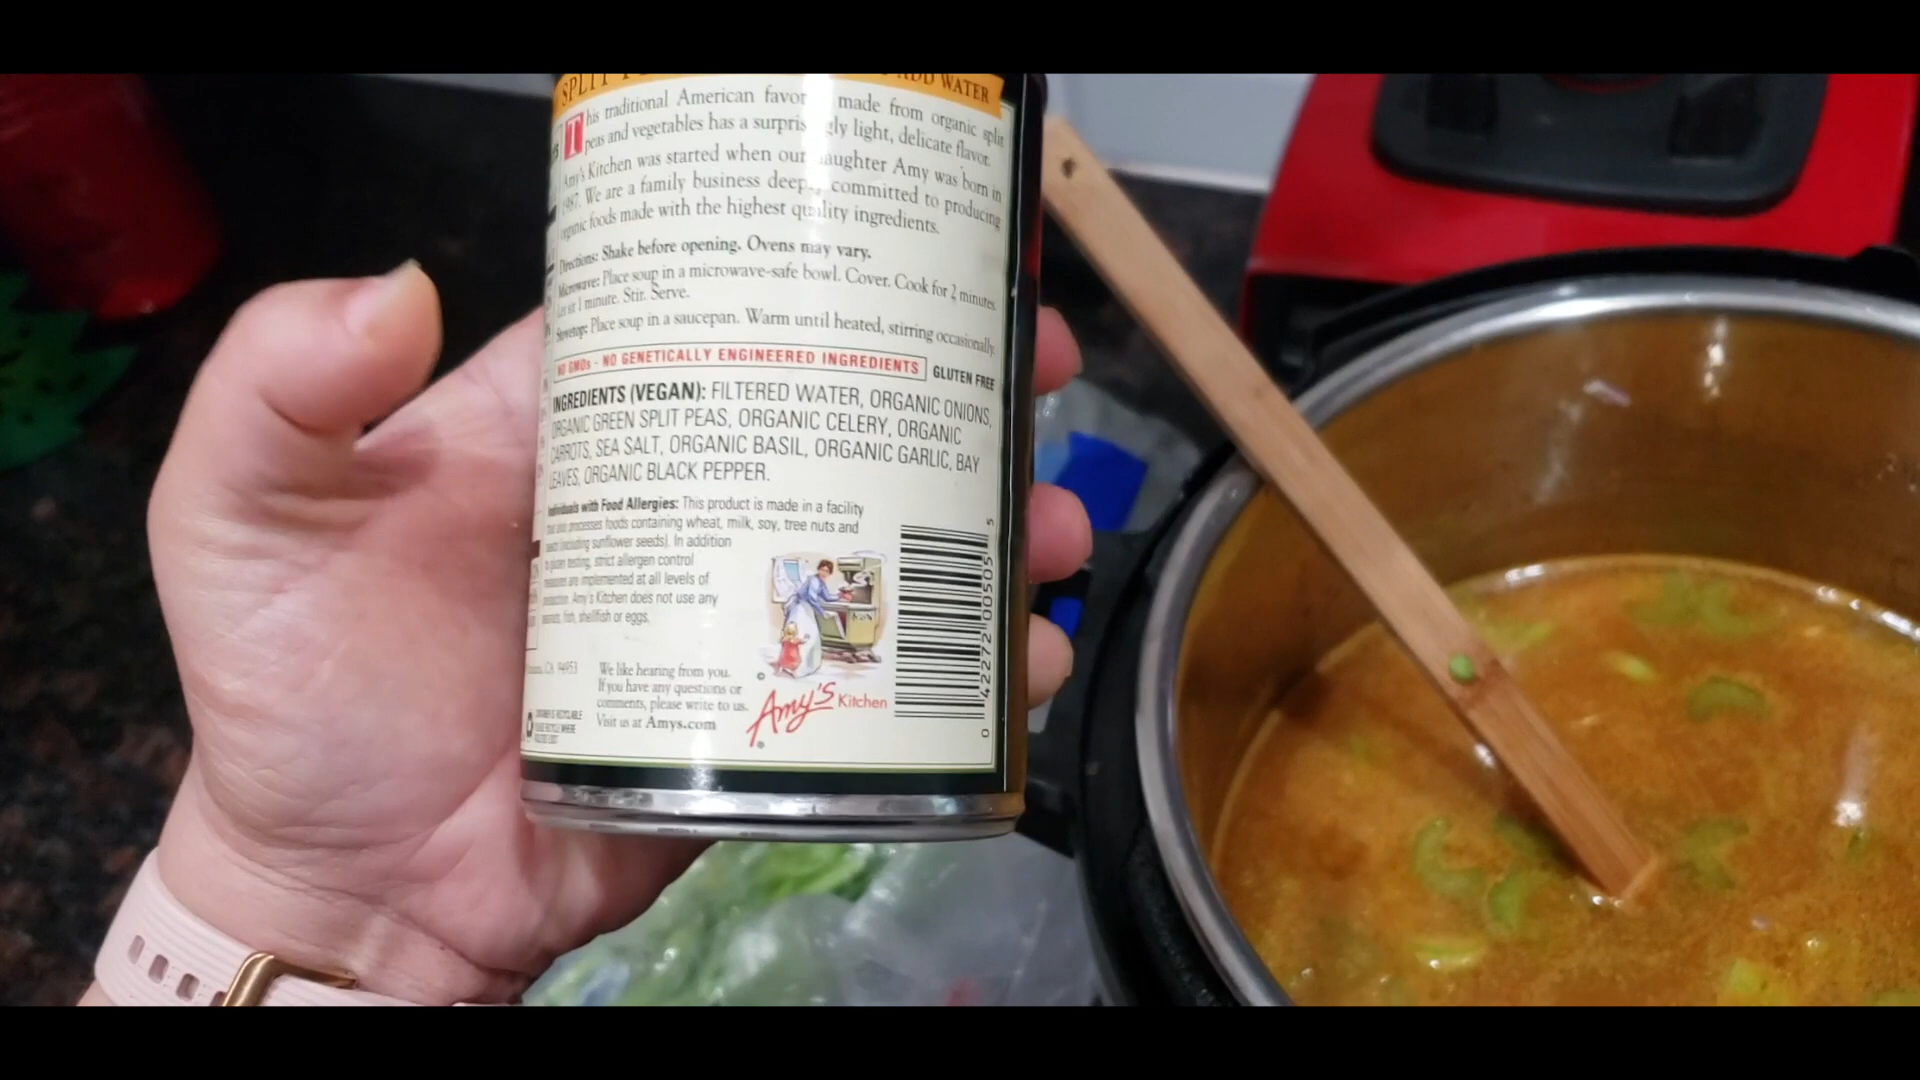 SPLIT ADD WATER
This traditional American favor made from organic split
peas and vegetables has a surpris gly light, delicate flavor.
Amy's Kitchen was started when our daughter Amy was born in
1987. We are a family business deeply committed to producing
organic foods made with the highest quality ingredients.
Directions: Shake before opening. Ovens may vary.
Microwave: Place soup in a microwave-safe bowl. Cover. Cook for 2 minutes.
Let sit 1 minute. Stir. Serve.
Stovetop: Place soup in a saucepan. Warm until heated, stirring occasionally.
NO GMOs - NO GENETICALLY ENGINEERED INGREDIENTS GLUTEN FREE
INGREDIENTS (VEGAN): FILTERED WATER, ORGANIC ONIONS,
ORGANIC GREEN SPLIT PEAS, ORGANIC CELERY, ORGANIC
CARROTS, SEA SALT, ORGANIC BASIL, ORGANIC GARLIC, BAY
LEAVES, ORGANIC BLACK PEPPER.
Individuals with Food Allergies: This product is made in a facility
that also processes foods containing wheat, milk, soy, tree nuts and
seeds (including sunflower seeds). In addition
to gluten testing, strict allergen control
measures are implemented at all levels of
production. Amy's Kitchen does not use any
peanuts, fish, shellfish or eggs.
CA 94953
We like hearing from you.
If you have any questions or
comments, please write to us.
Visit us at Amys.com
Amy's Kitchen
0 42272 00505 5